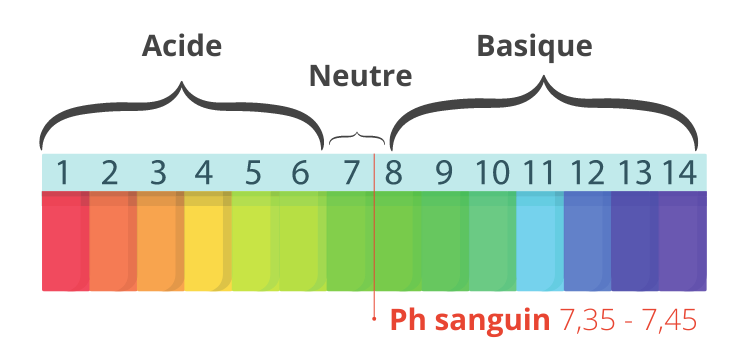 Acide
Basique
Neutre
1 2 3 4 5 6 7 8 9 10 11 12 13 14
Ph sanguin 7,35 - 7,45